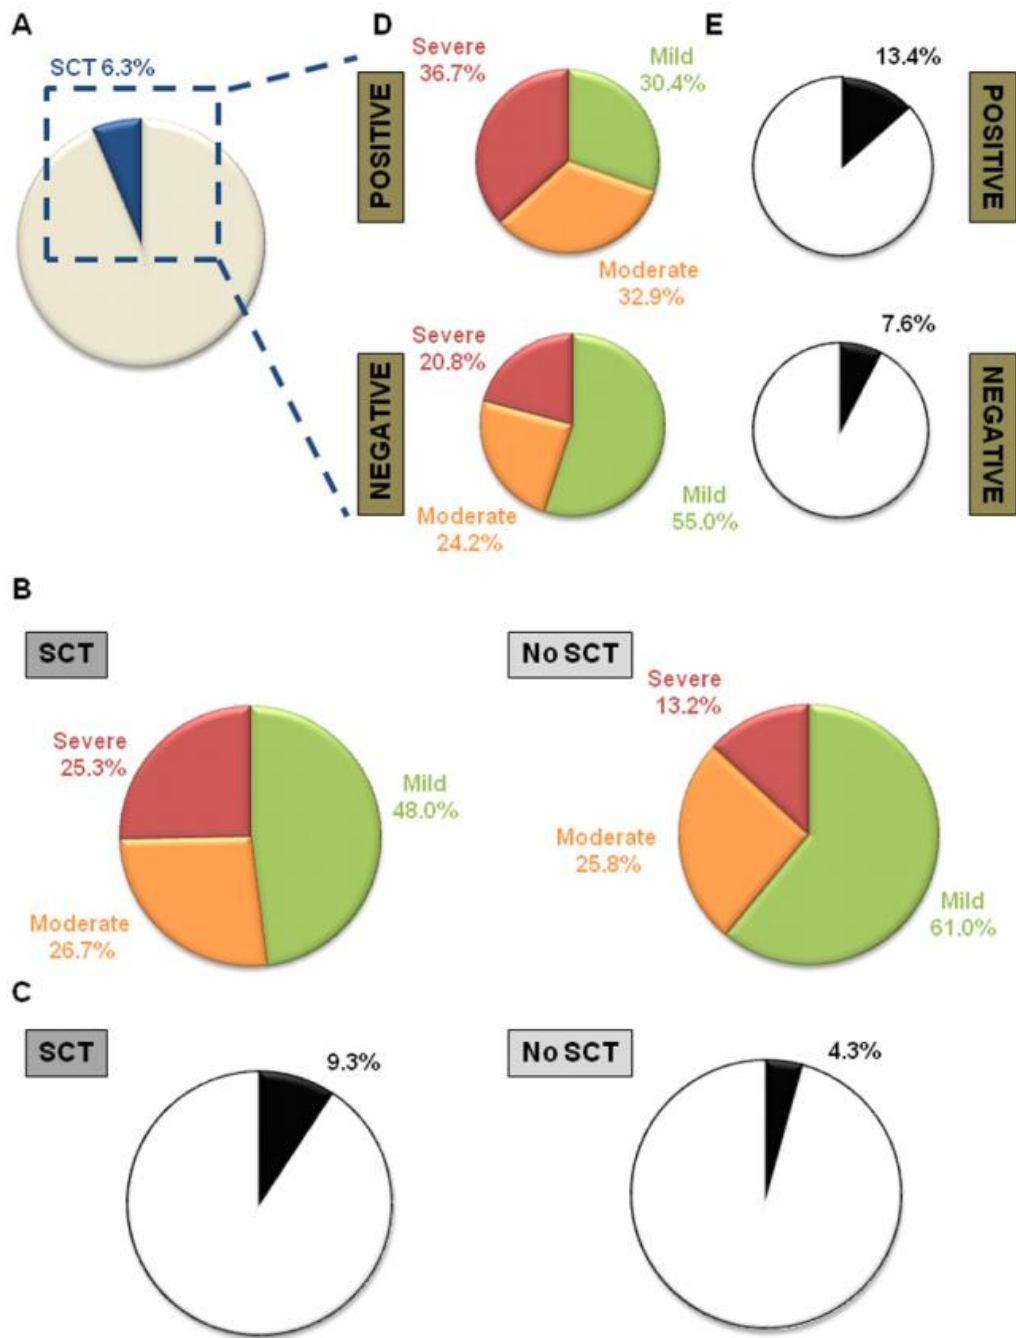 A
SCT 6.3%
D
POSITIVE
Severe
36.7%
Mild
30.4%
Moderate
32.9%
NEGATIVE
Severe
20.8%
Moderate
24.2%
Mild
55.0%
E
13.4%
POSITIVE
7.6%
NEGATIVE
B
SCT
Severe
25.3%
Mild
48.0%
Moderate
26.7%
No SCT
Severe
13.2%
Moderate
25.8%
Mild
61.0%
C
SCT
9.3%
No SCT
4.3%